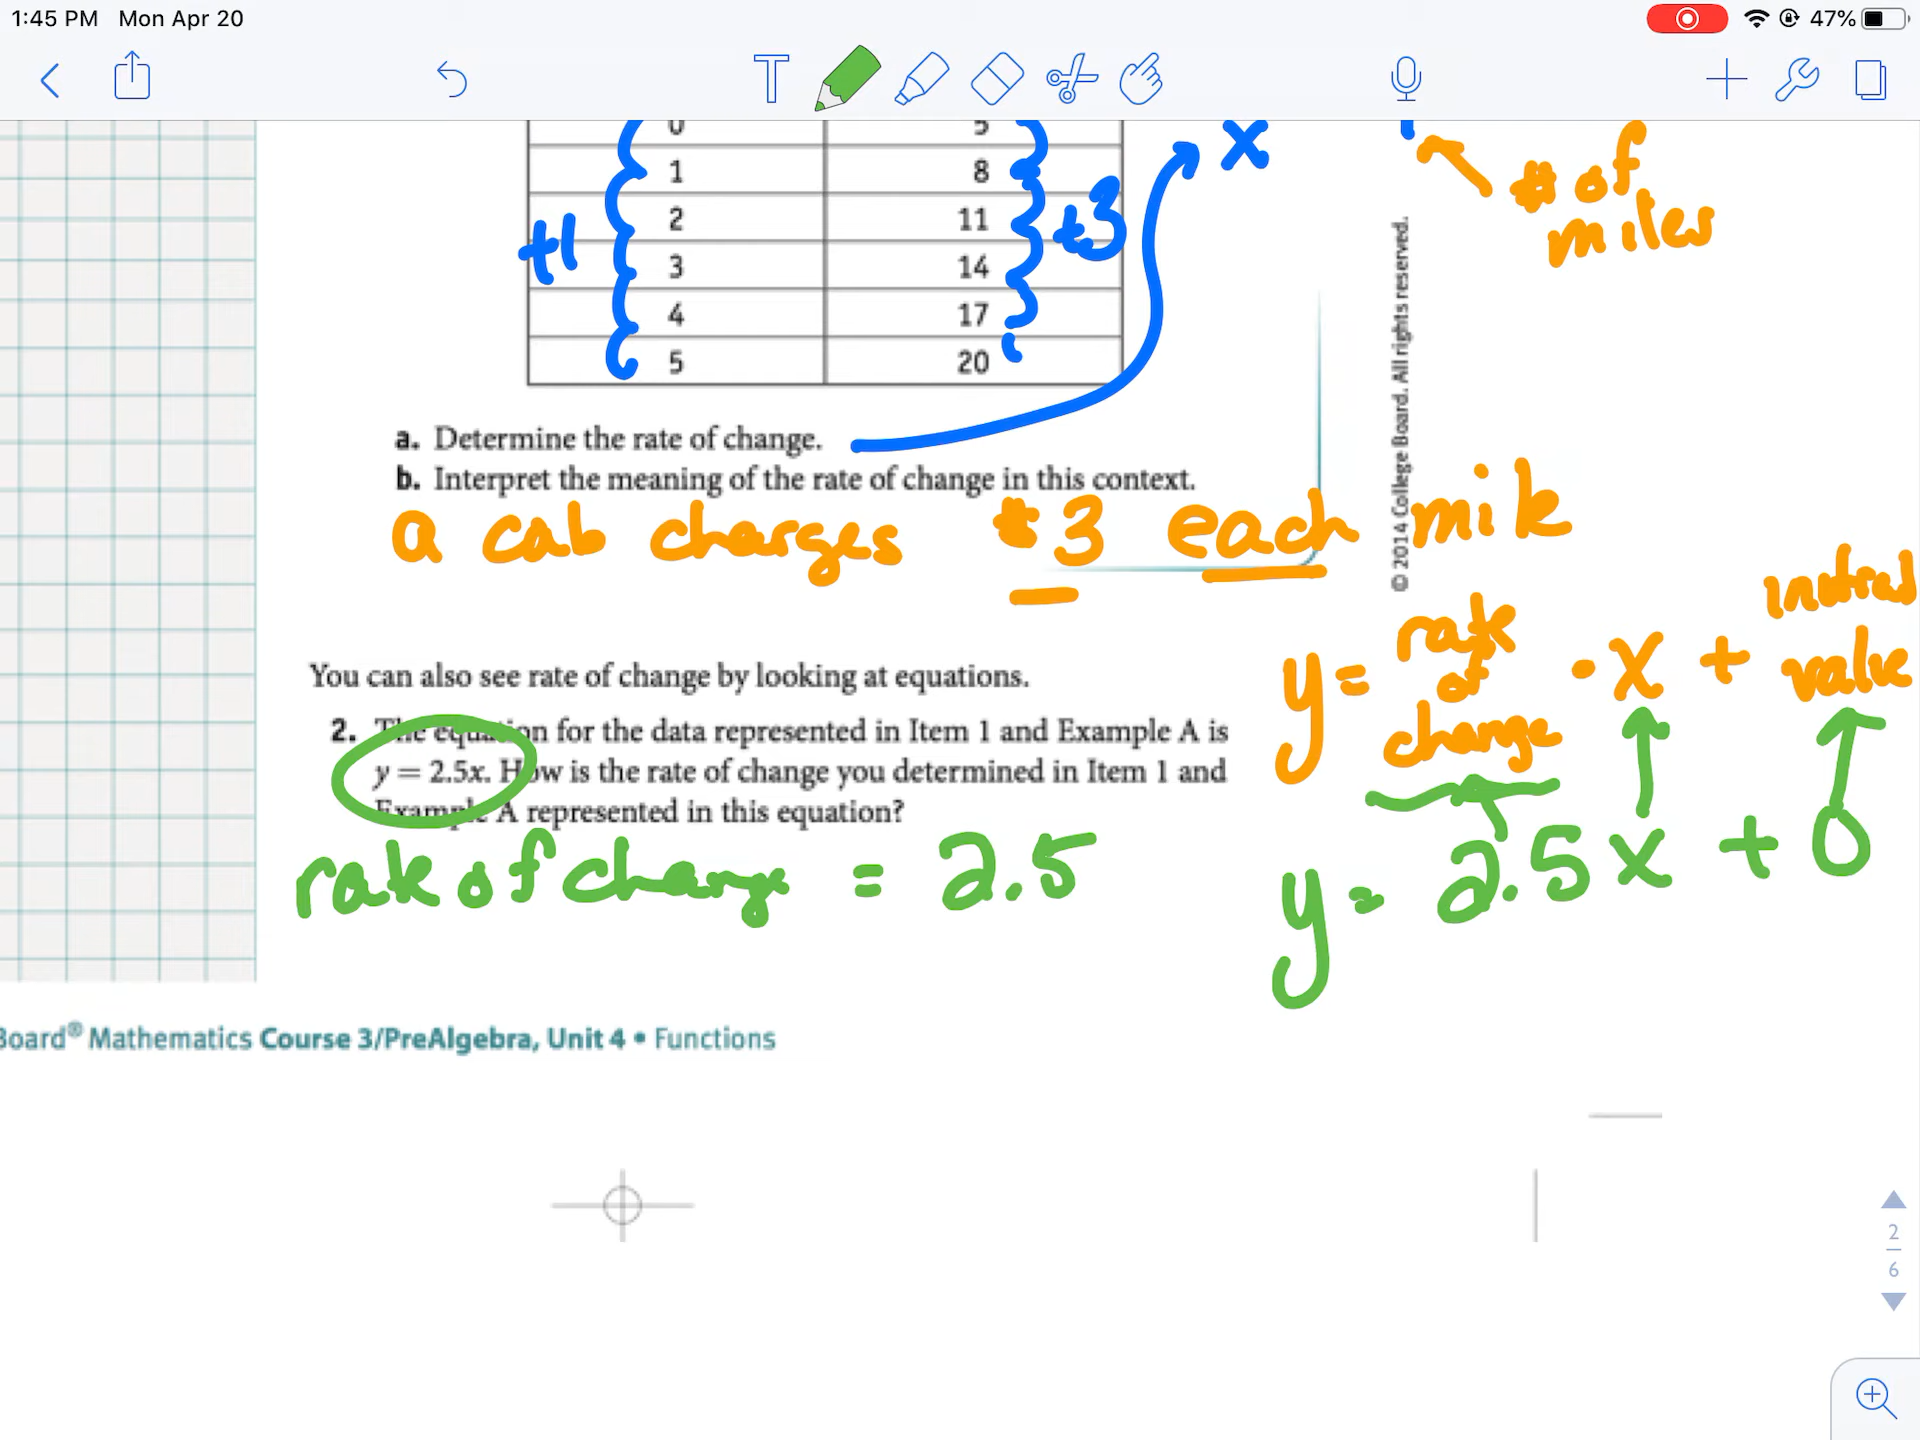 1:45 PM Mon Apr 20
47%
T
0 5
1 8
2 11
3 14
4 17
5 20
+1
+3
x
# of
miles
a. Determine the rate of change.
b. Interpret the meaning of the rate of change in this context.
a cab charges $3 each mile
© 2014 College Board. All rights reserved.
You can also see rate of change by looking at equations.
y = rate of change · x + initial value
2. The equation for the data represented in Item 1 and Example A is
y = 2.5x. How is the rate of change you determined in Item 1 and
Example A represented in this equation?
rate of change = 2.5
y = 2.5x + 0
Board® Mathematics Course 3/PreAlgebra, Unit 4 • Functions
2
6